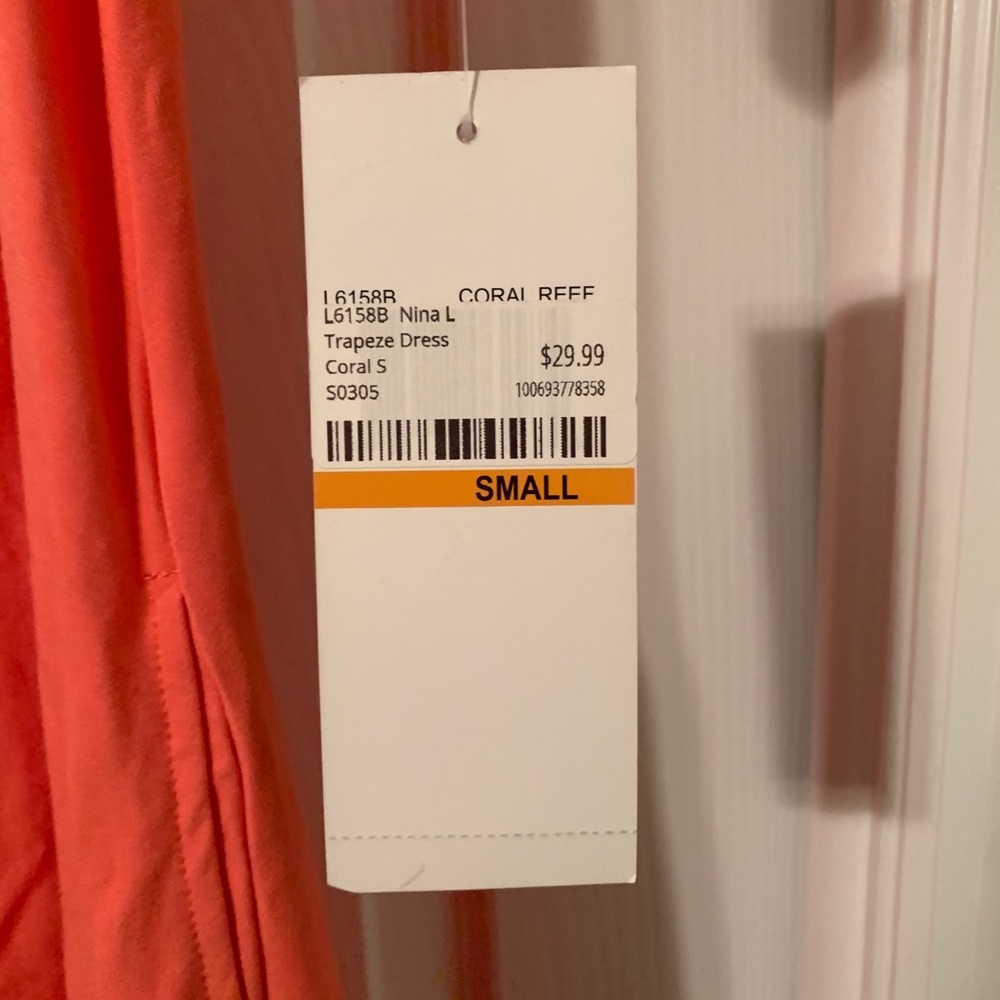 L6158B CORAL REEF
L6158B Nina L
Trapeze Dress
$29.99
Coral S
S0305 100693778358
SMALL